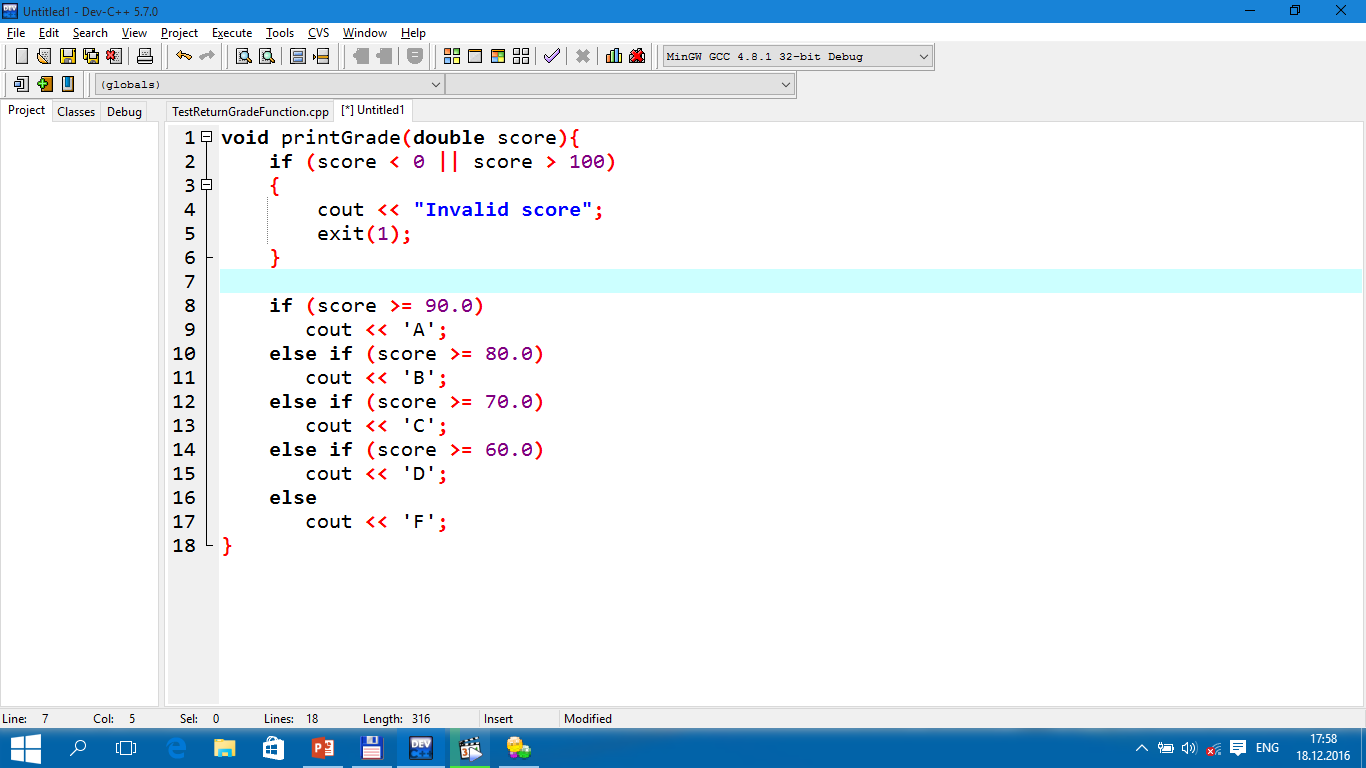 Untitled1 - Dev-C++ 5.7.0
File Edit Search View Project Execute Tools CVS Window Help
MinGW GCC 4.8.1 32-bit Debug
(globals)
Project Classes Debug TestReturnGradeFunction.cpp [*] Untitled1
1 void printGrade(double score){
2 if (score < 0 || score > 100)
3 {
4 cout << "Invalid score";
5 exit(1);
6 }
7
8 if (score >= 90.0)
9 cout << 'A';
10 else if (score >= 80.0)
11 cout << 'B';
12 else if (score >= 70.0)
13 cout << 'C';
14 else if (score >= 60.0)
15 cout << 'D';
16 else
17 cout << 'F';
18 }
Line: 7 Col: 5 Sel: 0 Lines: 18 Length: 316 Insert Modified
ENG
17:58
18.12.2016